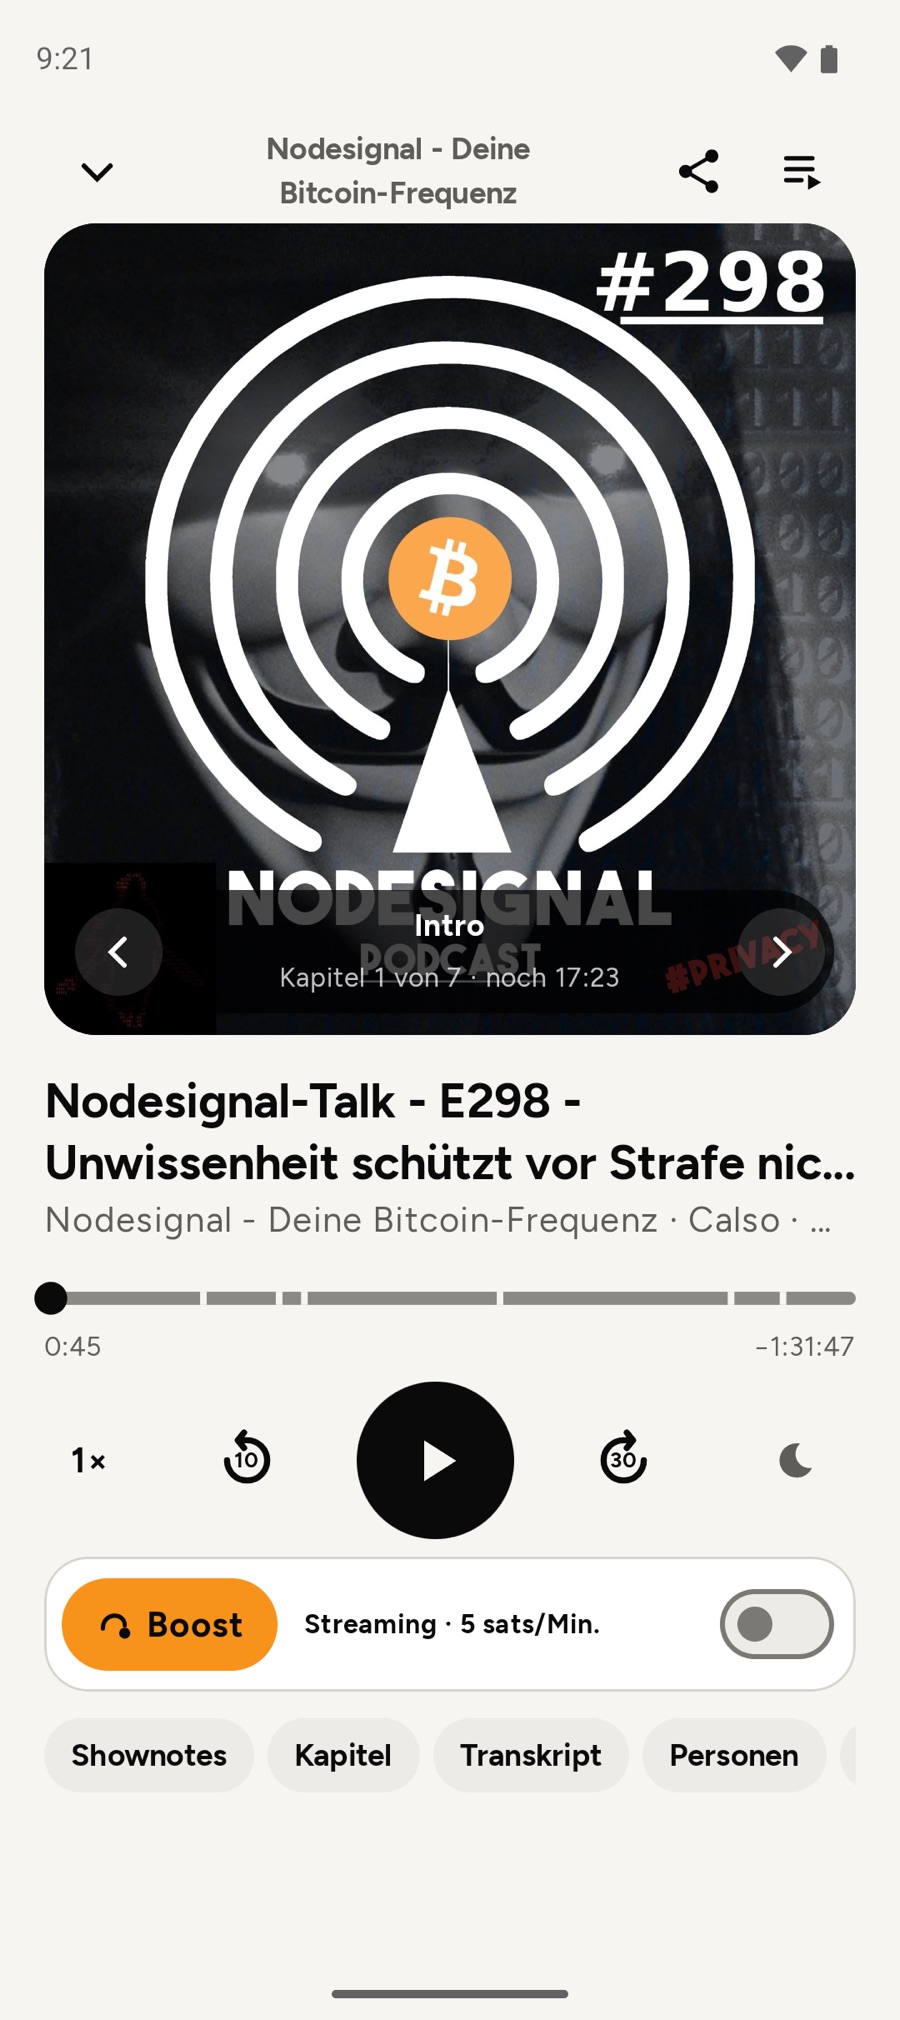 9:21
Nodesignal - Deine
Bitcoin-Frequenz
#298
NODESIGNAL
PODCAST
#PRIVACY
Intro
Kapitel 1 von 7 · noch 17:23
Nodesignal-Talk - E298 -
Unwissenheit schützt vor Strafe nic...
Nodesignal - Deine Bitcoin-Frequenz · Calso · ...
0:45
-1:31:47
1×
10
30
Boost
Streaming · 5 sats/Min.
Shownotes
Kapitel
Transkript
Personen